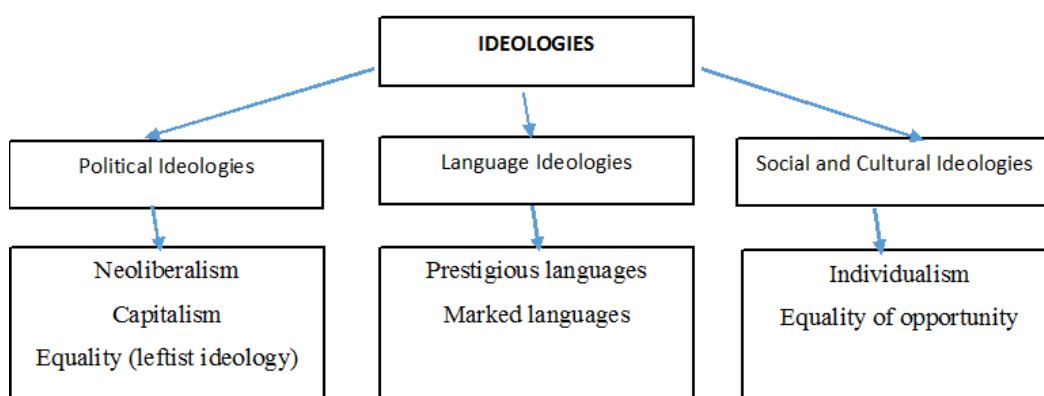 IDEOLOGIES
Political Ideologies
Language Ideologies
Social and Cultural Ideologies
Neoliberalism
Capitalism
Equality (leftist ideology)
Prestigious languages
Marked languages
Individualism
Equality of opportunity